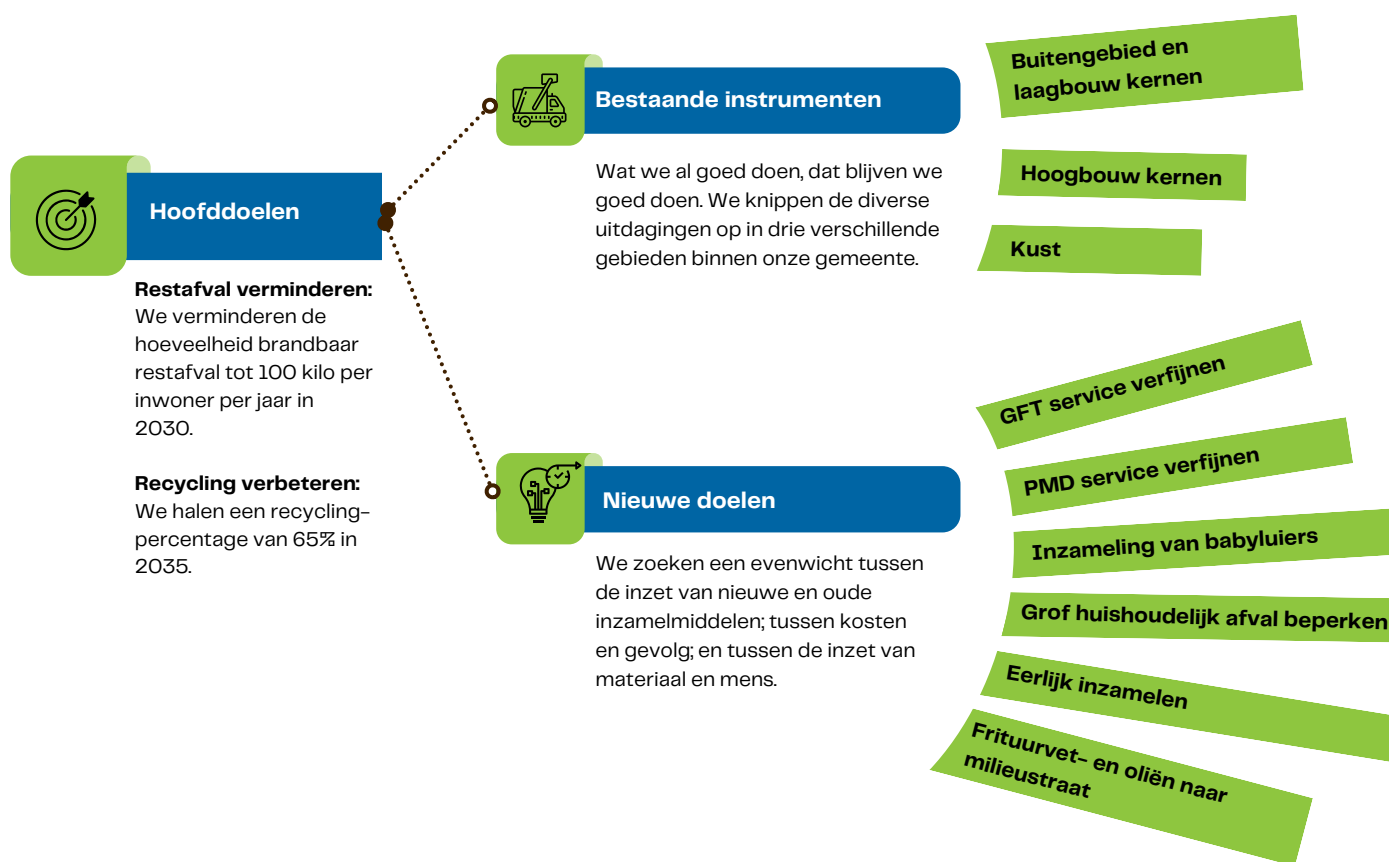 Hoofddoelen
Restafval verminderen:
We verminderen de
hoeveelheid brandbaar
restafval tot 100 kilo per
inwoner per jaar in
2030.
Recycling verbeteren:
We halen een recycling-
percentage van 65% in
2035.
Bestaande instrumenten
Wat we al goed doen, dat blijven we
goed doen. We knippen de diverse
uitdagingen op in drie verschillende
gebieden binnen onze gemeente.
Buitengebied en
laagbouw kernen
Hoogbouw kernen
Kust
Nieuwe doelen
We zoeken een evenwicht tussen
de inzet van nieuwe en oude
inzamelmiddelen; tussen kosten
en gevolg; en tussen de inzet van
materiaal en mens.
GFT service verfijnen
PMD service verfijnen
Inzameling van babyluiers
Grof huishoudelijk afval beperken
Eerlijk inzamelen
Frituurvet- en oliën naar
milieustraat